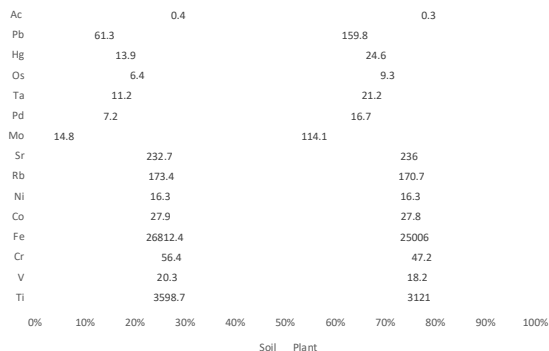 Ac 0.4 0.3
Pb 61.3 159.8
Hg 13.9 24.6
Os 6.4 9.3
Ta 11.2 21.2
Pd 7.2 16.7
Mo 14.8 114.1
Sr 232.7 236
Rb 173.4 170.7
Ni 16.3 16.3
Co 27.9 27.8
Fe 26812.4 25006
Cr 56.4 47.2
V 20.3 18.2
Ti 3598.7 3121
0% 10% 20% 30% 40% 50% 60% 70% 80% 90% 100%
Soil Plant